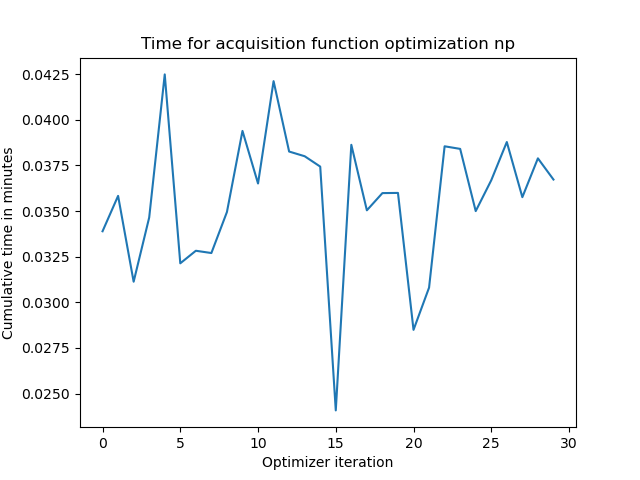 Time for acquisition function optimization np
0.0425
0.0400
0.0375
0.0350
0.0325
0.0300
0.0275
0.0250
Cumulative time in minutes
0 5 10 15 20 25 30
Optimizer iteration